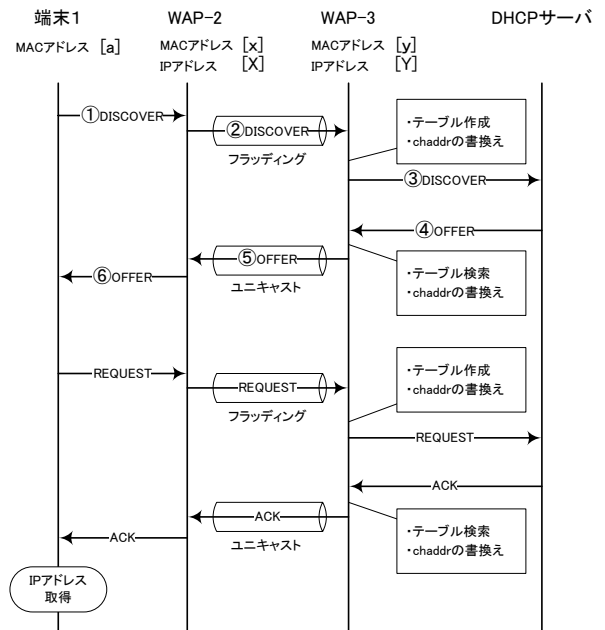 端末1
WAP-2
WAP-3
DHCPサーバ
MACアドレス [a]
MACアドレス [x]
IPアドレス [X]
MACアドレス [y]
IPアドレス [Y]
①DISCOVER
②DISCOVER
フラッディング
・テーブル作成
・chaddrの書換え
③DISCOVER
④OFFER
⑤OFFER
ユニキャスト
⑥OFFER
・テーブル検索
・chaddrの書換え
REQUEST
REQUEST
フラッディング
・テーブル作成
・chaddrの書換え
REQUEST
ACK
ACK
ユニキャスト
ACK
・テーブル検索
・chaddrの書換え
IPアドレス
取得